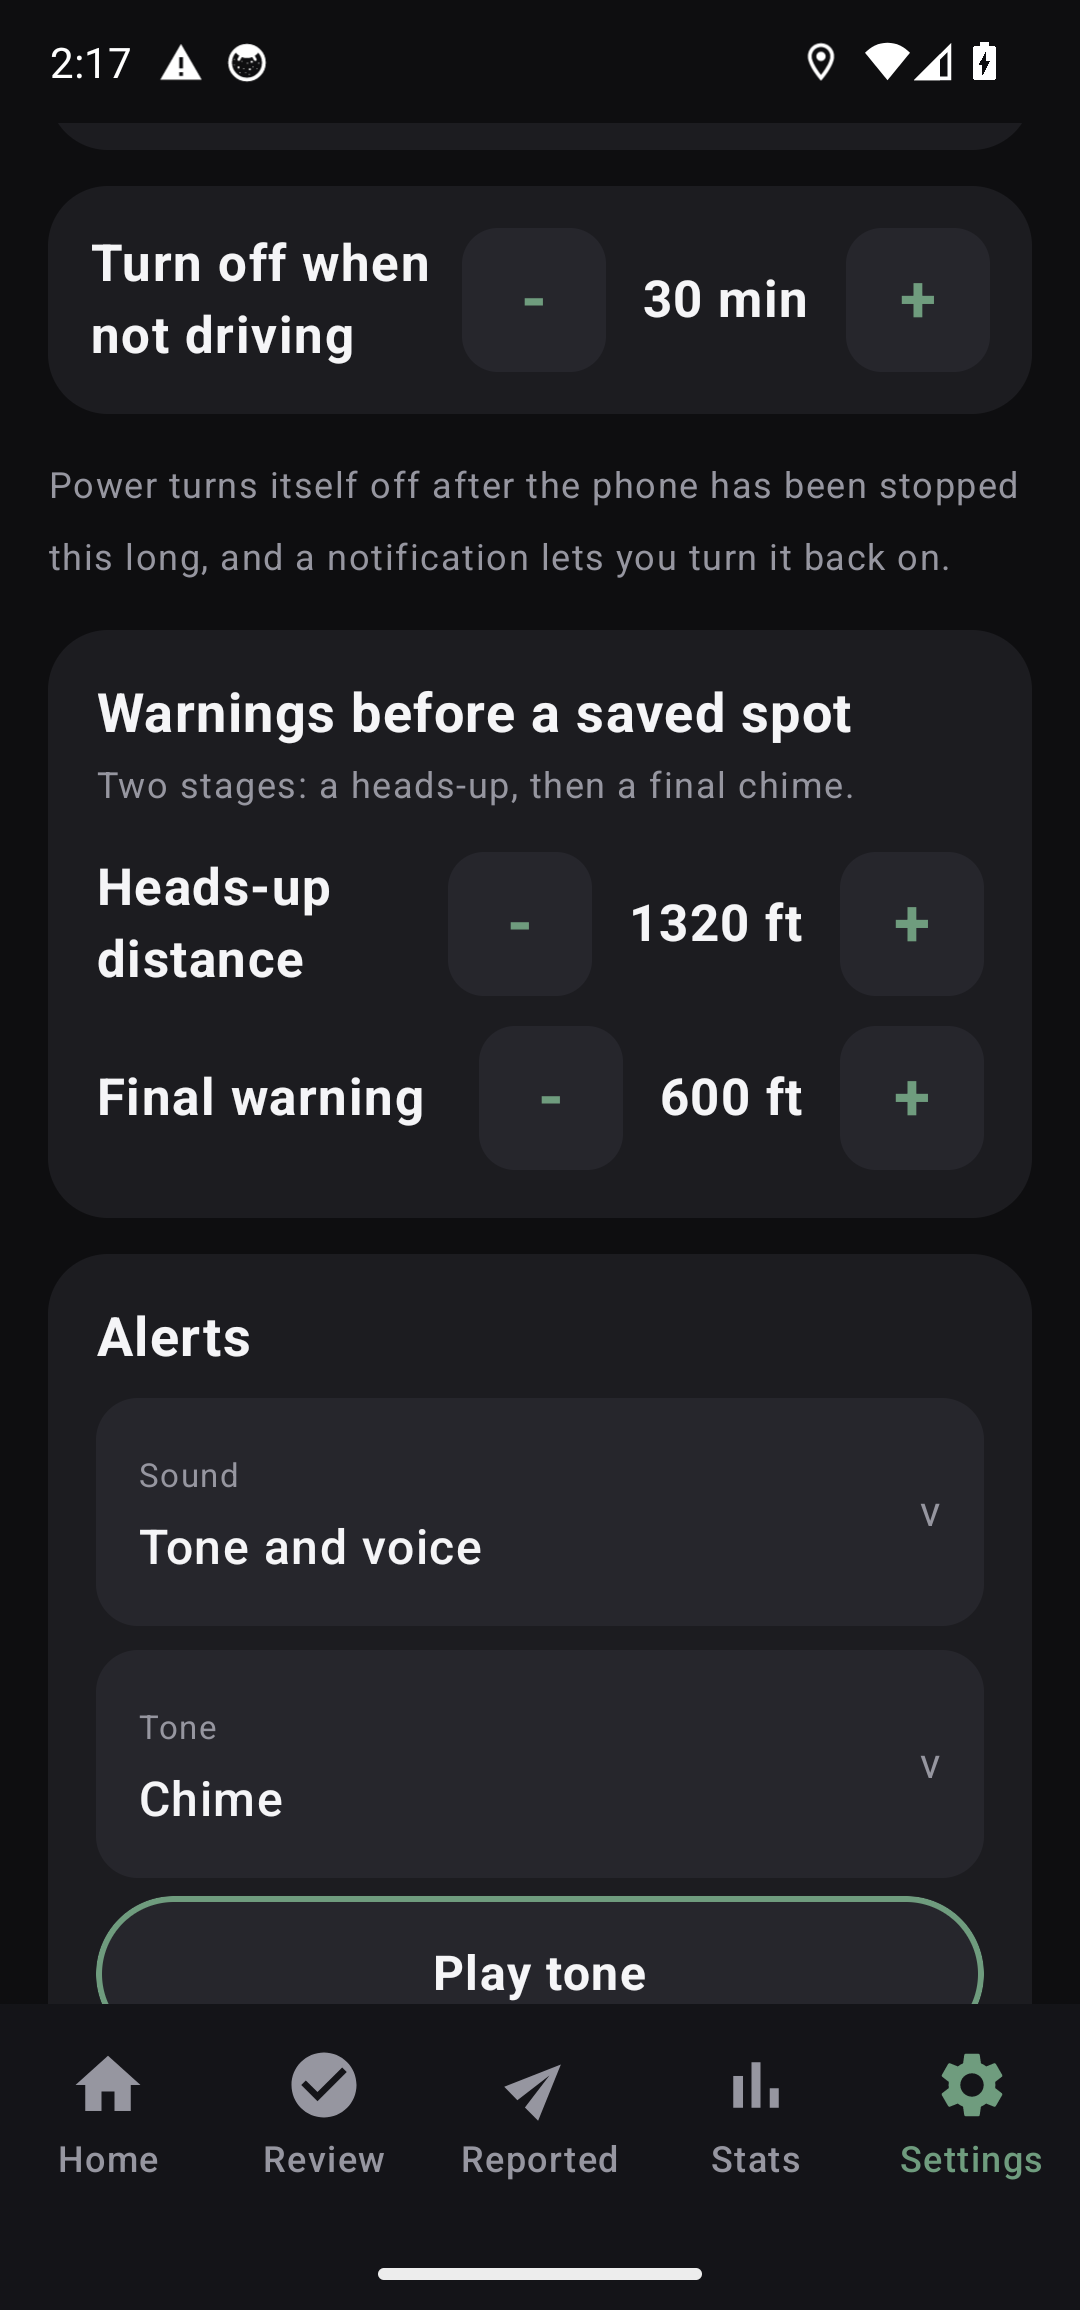 2:17
Turn off when
not driving
- 30 min +
Power turns itself off after the phone has been stopped
this long, and a notification lets you turn it back on.
Warnings before a saved spot
Two stages: a heads-up, then a final chime.
Heads-up
distance
- 1320 ft +
Final warning - 600 ft +
Alerts
Sound
Tone and voice
v
Tone
Chime
v
Play tone
Home Review Reported Stats Settings